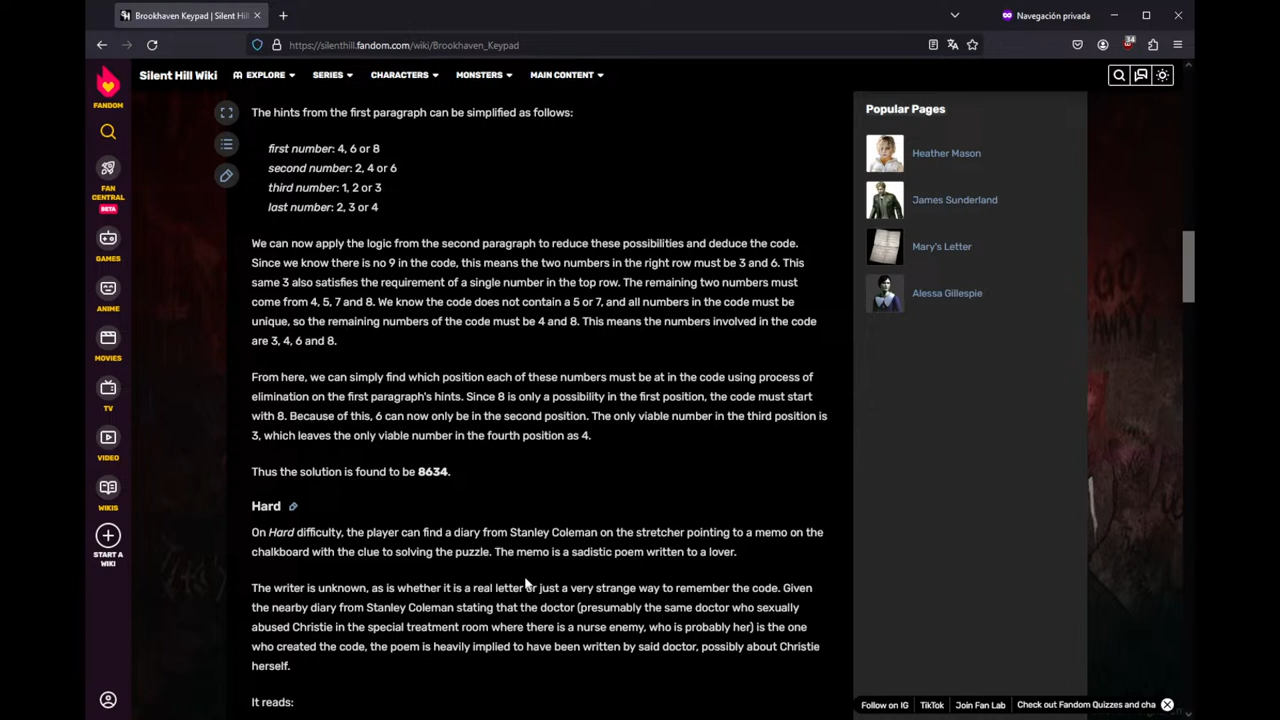 Brookhaven Keypad | Silent Hil
Navegación privada
https://silenthill.fandom.com/wiki/Brookhaven_Keypad
34
FANDOM
Silent Hill Wiki
EXPLORE
SERIES
CHARACTERS
MONSTERS
MAIN CONTENT
FAN
CENTRAL
BETA
GAMES
ANIME
MOVIES
TV
VIDEO
WIKIS
START A
WIKI
The hints from the first paragraph can be simplified as follows:
first number: 4, 6 or 8
second number: 2, 4 or 6
third number: 1, 2 or 3
last number: 2, 3 or 4
We can now apply the logic from the second paragraph to reduce these possibilities and deduce the code.
Since we know there is no 9 in the code, this means the two numbers in the right row must be 3 and 6. This
same 3 also satisfies the requirement of a single number in the top row. The remaining two numbers must
come from 4, 5, 7 and 8. We know the code does not contain a 5 or 7, and all numbers in the code must be
unique, so the remaining numbers of the code must be 4 and 8. This means the numbers involved in the code
are 3, 4, 6 and 8.
From here, we can simply find which position each of these numbers must be at in the code using process of
elimination on the first paragraph's hints. Since 8 is only a possibility in the first position, the code must start
with 8. Because of this, 6 can now only be in the second position. The only viable number in the third position is
3, which leaves the only viable number in the fourth position as 4.
Thus the solution is found to be 8634.
Hard
On Hard difficulty, the player can find a diary from Stanley Coleman on the stretcher pointing to a memo on the
chalkboard with the clue to solving the puzzle. The memo is a sadistic poem written to a lover.
The writer is unknown, as is whether it is a real letter or just a very strange way to remember the code. Given
the nearby diary from Stanley Coleman stating that the doctor (presumably the same doctor who sexually
abused Christie in the special treatment room where there is a nurse enemy, who is probably her) is the one
who created the code, the poem is heavily implied to have been written by said doctor, possibly about Christie
herself.
It reads:
Popular Pages
Heather Mason
James Sunderland
Mary's Letter
Alessa Gillespie
Follow on IG
TikTok
Join Fan Lab
Check out Fandom Quizzes and cha